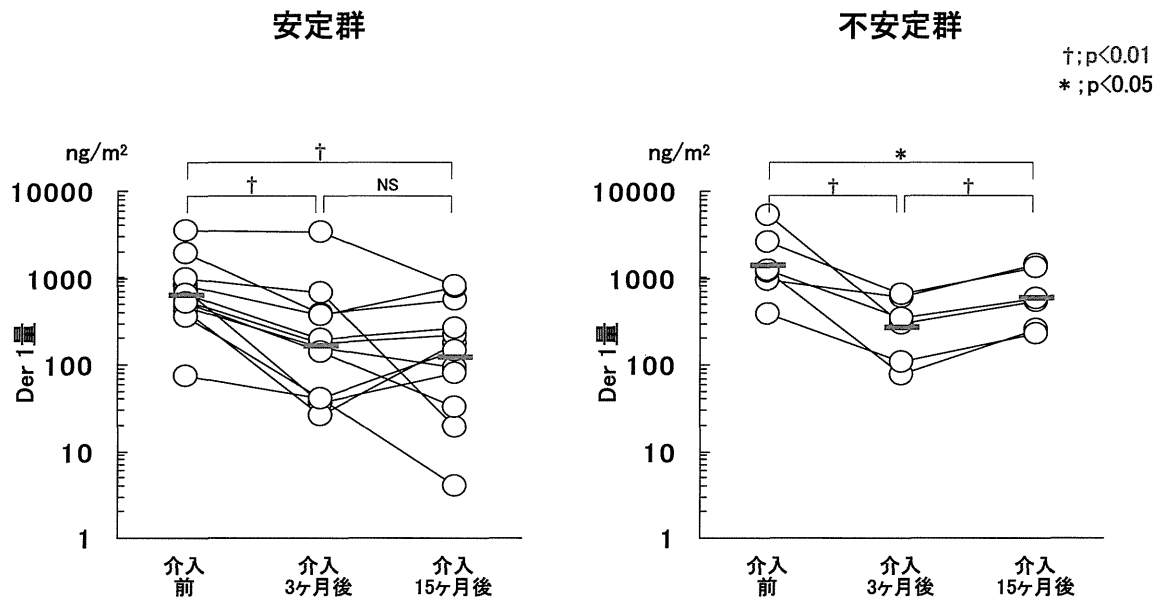 安定群
不安定群
†;p<0.01
*;p<0.05
ng/m²
†
†
NS
10000
1000
100
10
1
Der 1量
介入
前
介入
3ヶ月後
介入
15ヶ月後
ng/m²
*
†
†
10000
1000
100
10
1
Der 1量
介入
前
介入
3ヶ月後
介入
15ヶ月後